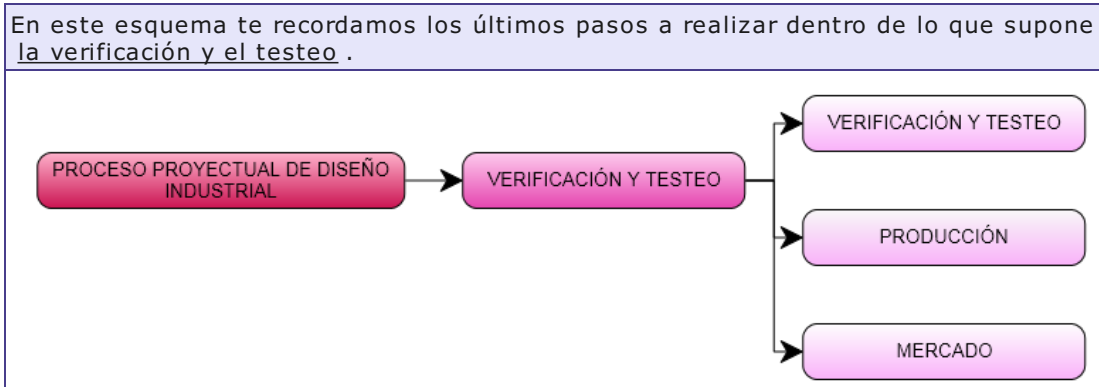 En este esquema te recordamos los últimos pasos a realizar dentro de lo que supone
la verificación y el testeo .
PROCESO PROYECTUAL DE DISEÑO
INDUSTRIAL
VERIFICACIÓN Y TESTEO
VERIFICACIÓN Y TESTEO
PRODUCCIÓN
MERCADO